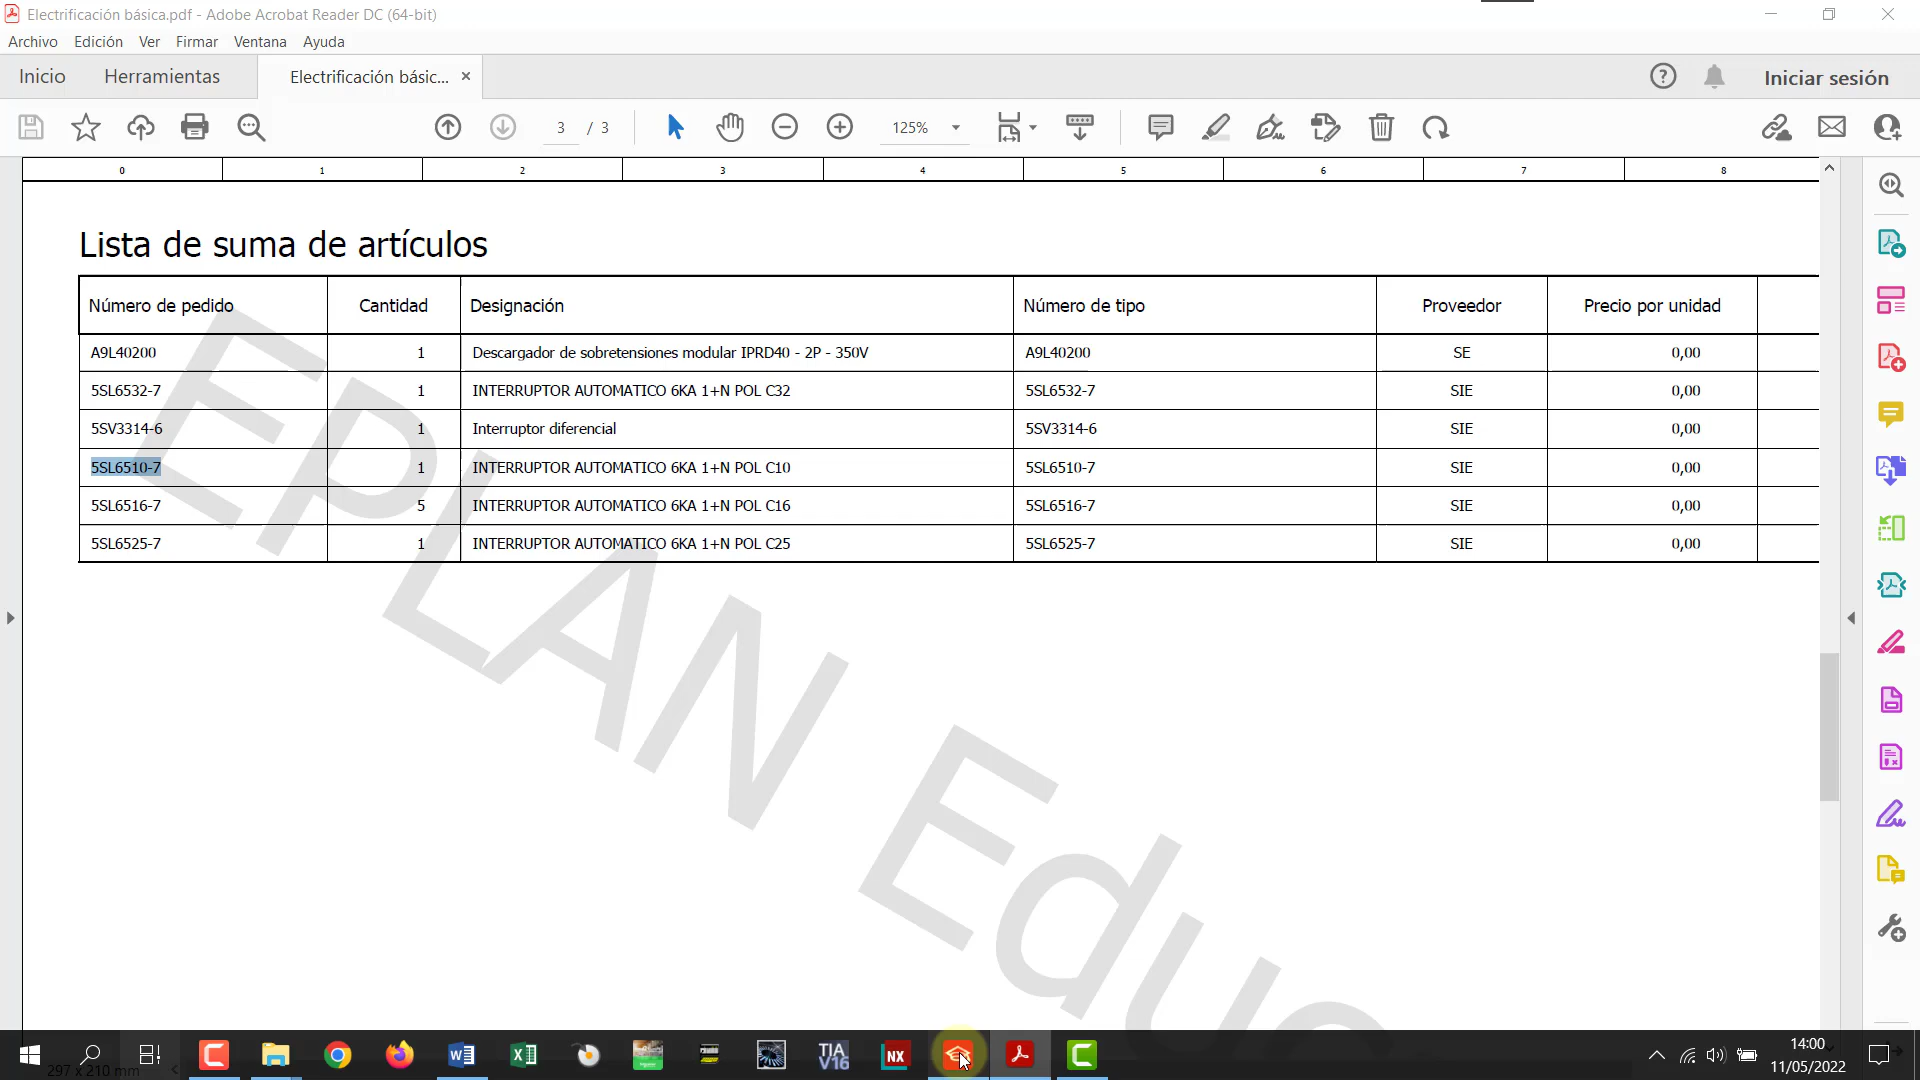 Electrificación básica.pdf - Adobe Acrobat Reader DC (64-bit)
Archivo Edición Ver Firmar Ventana Ayuda
Inicio Herramientas Electrificación básic... × Iniciar sesión
3 / 3 125%
0 1 2 3 4 5 6 7 8
Lista de suma de artículos
Número de pedido Cantidad Designación Número de tipo Proveedor Precio por unidad
A9L40200 1 Descargador de sobretensiones modular IPRD40 - 2P - 350V A9L40200 SE 0,00
5SL6532-7 1 INTERRUPTOR AUTOMATICO 6KA 1+N POL C32 5SL6532-7 SIE 0,00
5SV3314-6 1 Interruptor diferencial 5SV3314-6 SIE 0,00
5SL6510-7 1 INTERRUPTOR AUTOMATICO 6KA 1+N POL C10 5SL6510-7 SIE 0,00
5SL6516-7 5 INTERRUPTOR AUTOMATICO 6KA 1+N POL C16 5SL6516-7 SIE 0,00
5SL6525-7 1 INTERRUPTOR AUTOMATICO 6KA 1+N POL C25 5SL6525-7 SIE 0,00
EPLAN Educ
TIA V16 NX
14:00
297 x 210 mm 11/05/2022